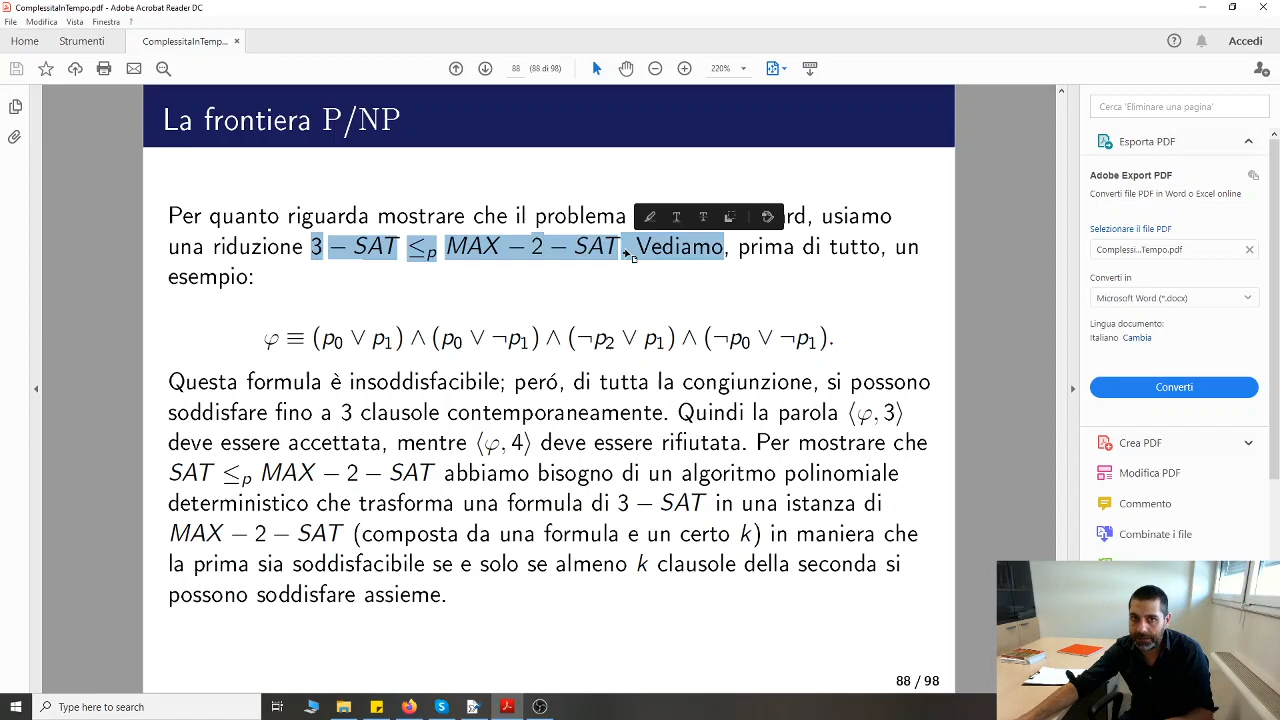 ComplessitaInTempo.pdf - Adobe Acrobat Reader DC
File Modifica Vista Finestra ?
Home Strumenti ComplessitaInTemp... × Accedi
88 (88 di 98) 220%
La frontiera P/NP
Per quanto riguarda mostrare che il problema ard, usiamo
una riduzione 3 − SAT ≤p MAX − 2 − SAT. Vediamo, prima di tutto, un
esempio:
φ ≡ (p0 ∨ p1) ∧ (p0 ∨ ¬p1) ∧ (¬p2 ∨ p1) ∧ (¬p0 ∨ ¬p1).
Questa formula è insoddisfacibile; peró, di tutta la congiunzione, si possono
soddisfare fino a 3 clausole contemporaneamente. Quindi la parola ⟨φ, 3⟩
deve essere accettata, mentre ⟨φ, 4⟩ deve essere rifiutata. Per mostrare che
SAT ≤p MAX − 2 − SAT abbiamo bisogno di un algoritmo polinomiale
deterministico che trasforma una formula di 3 − SAT in una istanza di
MAX − 2 − SAT (composta da una formula e un certo k) in maniera che
la prima sia soddisfacibile se e solo se almeno k clausole della seconda si
possono soddisfare assieme.
88 / 98
Cerca 'Eliminare una pagina'
Esporta PDF
Adobe Export PDF
Converti file PDF in Word o Excel online
Selezionare il file PDF
Complessi...Tempo.pdf
Converti in
Microsoft Word (*.docx)
Lingua documento:
Italiano Cambia
Converti
Crea PDF
Modifica PDF
Commento
Combina i file
Type here to search